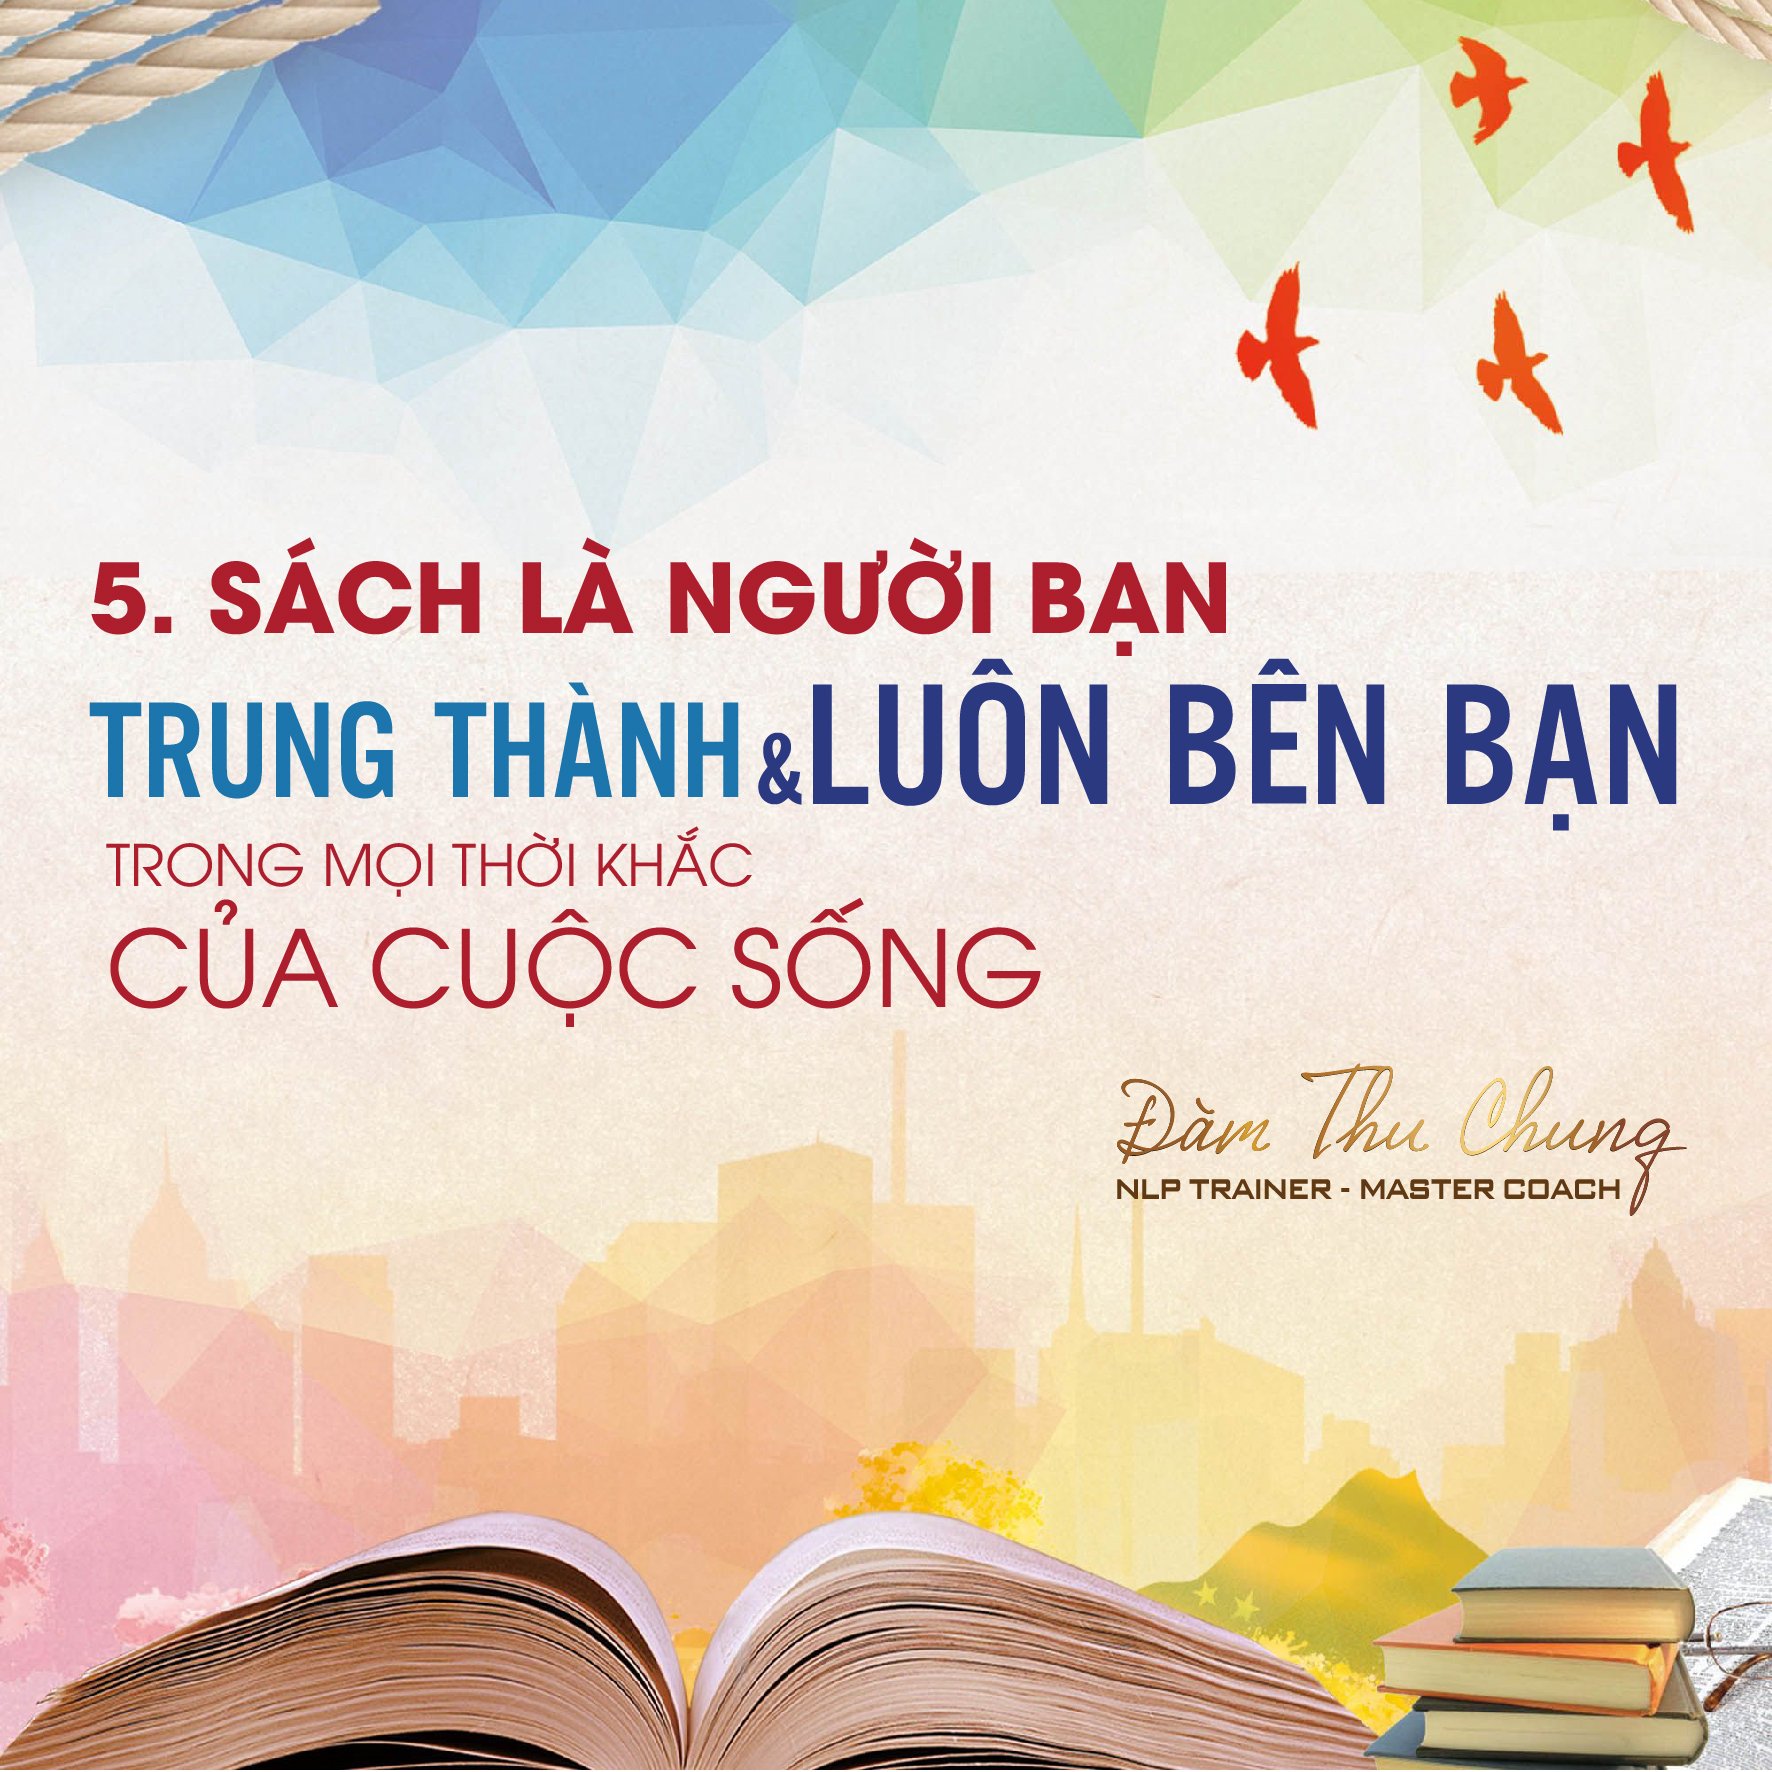 5. SÁCH LÀ NGƯỜI BẠN
TRUNG THÀNH & LUÔN BÊN BẠN
TRONG MỌI THỜI KHẮC
CỦA CUỘC SỐNG
Đàm Thu Chung
NLP TRAINER - MASTER COACH